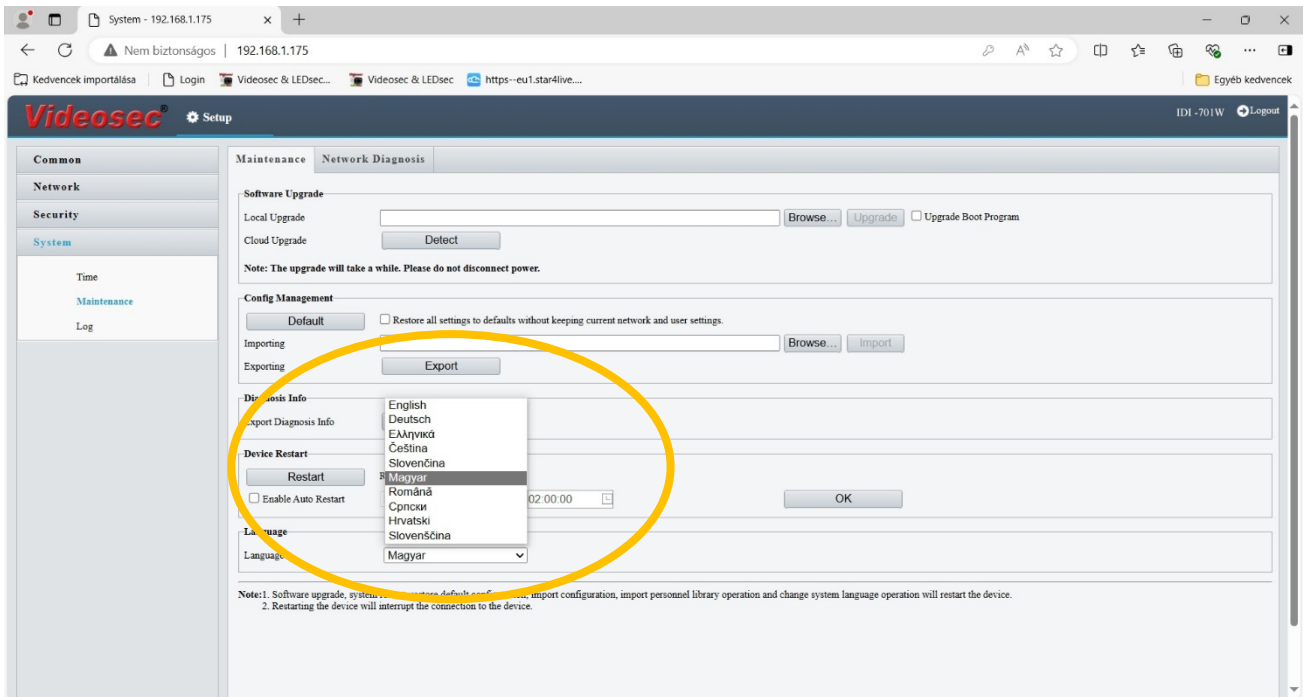 System - 192.168.1.175
Nem biztonságos 192.168.1.175
Kedvencek importálása Login Videosec & LEDsec... Videosec & LEDsec https--eu1.star4live.... Egyéb kedvencek
Videosec® Setup IDI -701W Logout
Common
Network
Security
System
Time
Maintenance
Log
Maintenance Network Diagnosis
Software Upgrade
Local Upgrade Browse... Upgrade Upgrade Boot Program
Cloud Upgrade Detect
Note: The upgrade will take a while. Please do not disconnect power.
Config Management
Default Restore all settings to defaults without keeping current network and user settings.
Importing Browse... Import
Exporting Export
Diagnosis Info
Export Diagnosis Info
English
Deutsch
Ελληνικά
Čeština
Slovenčina
Magyar
Română
Српски
Hrvatski
Slovenščina
Device Restart
Restart
Enable Auto Restart 02:00:00 OK
Language
Language Magyar
Note:1. Software upgrade, system restore default import configuration, import personnel library operation and change system language operation will restart the device.
2. Restarting the device will interrupt the connection to the device.